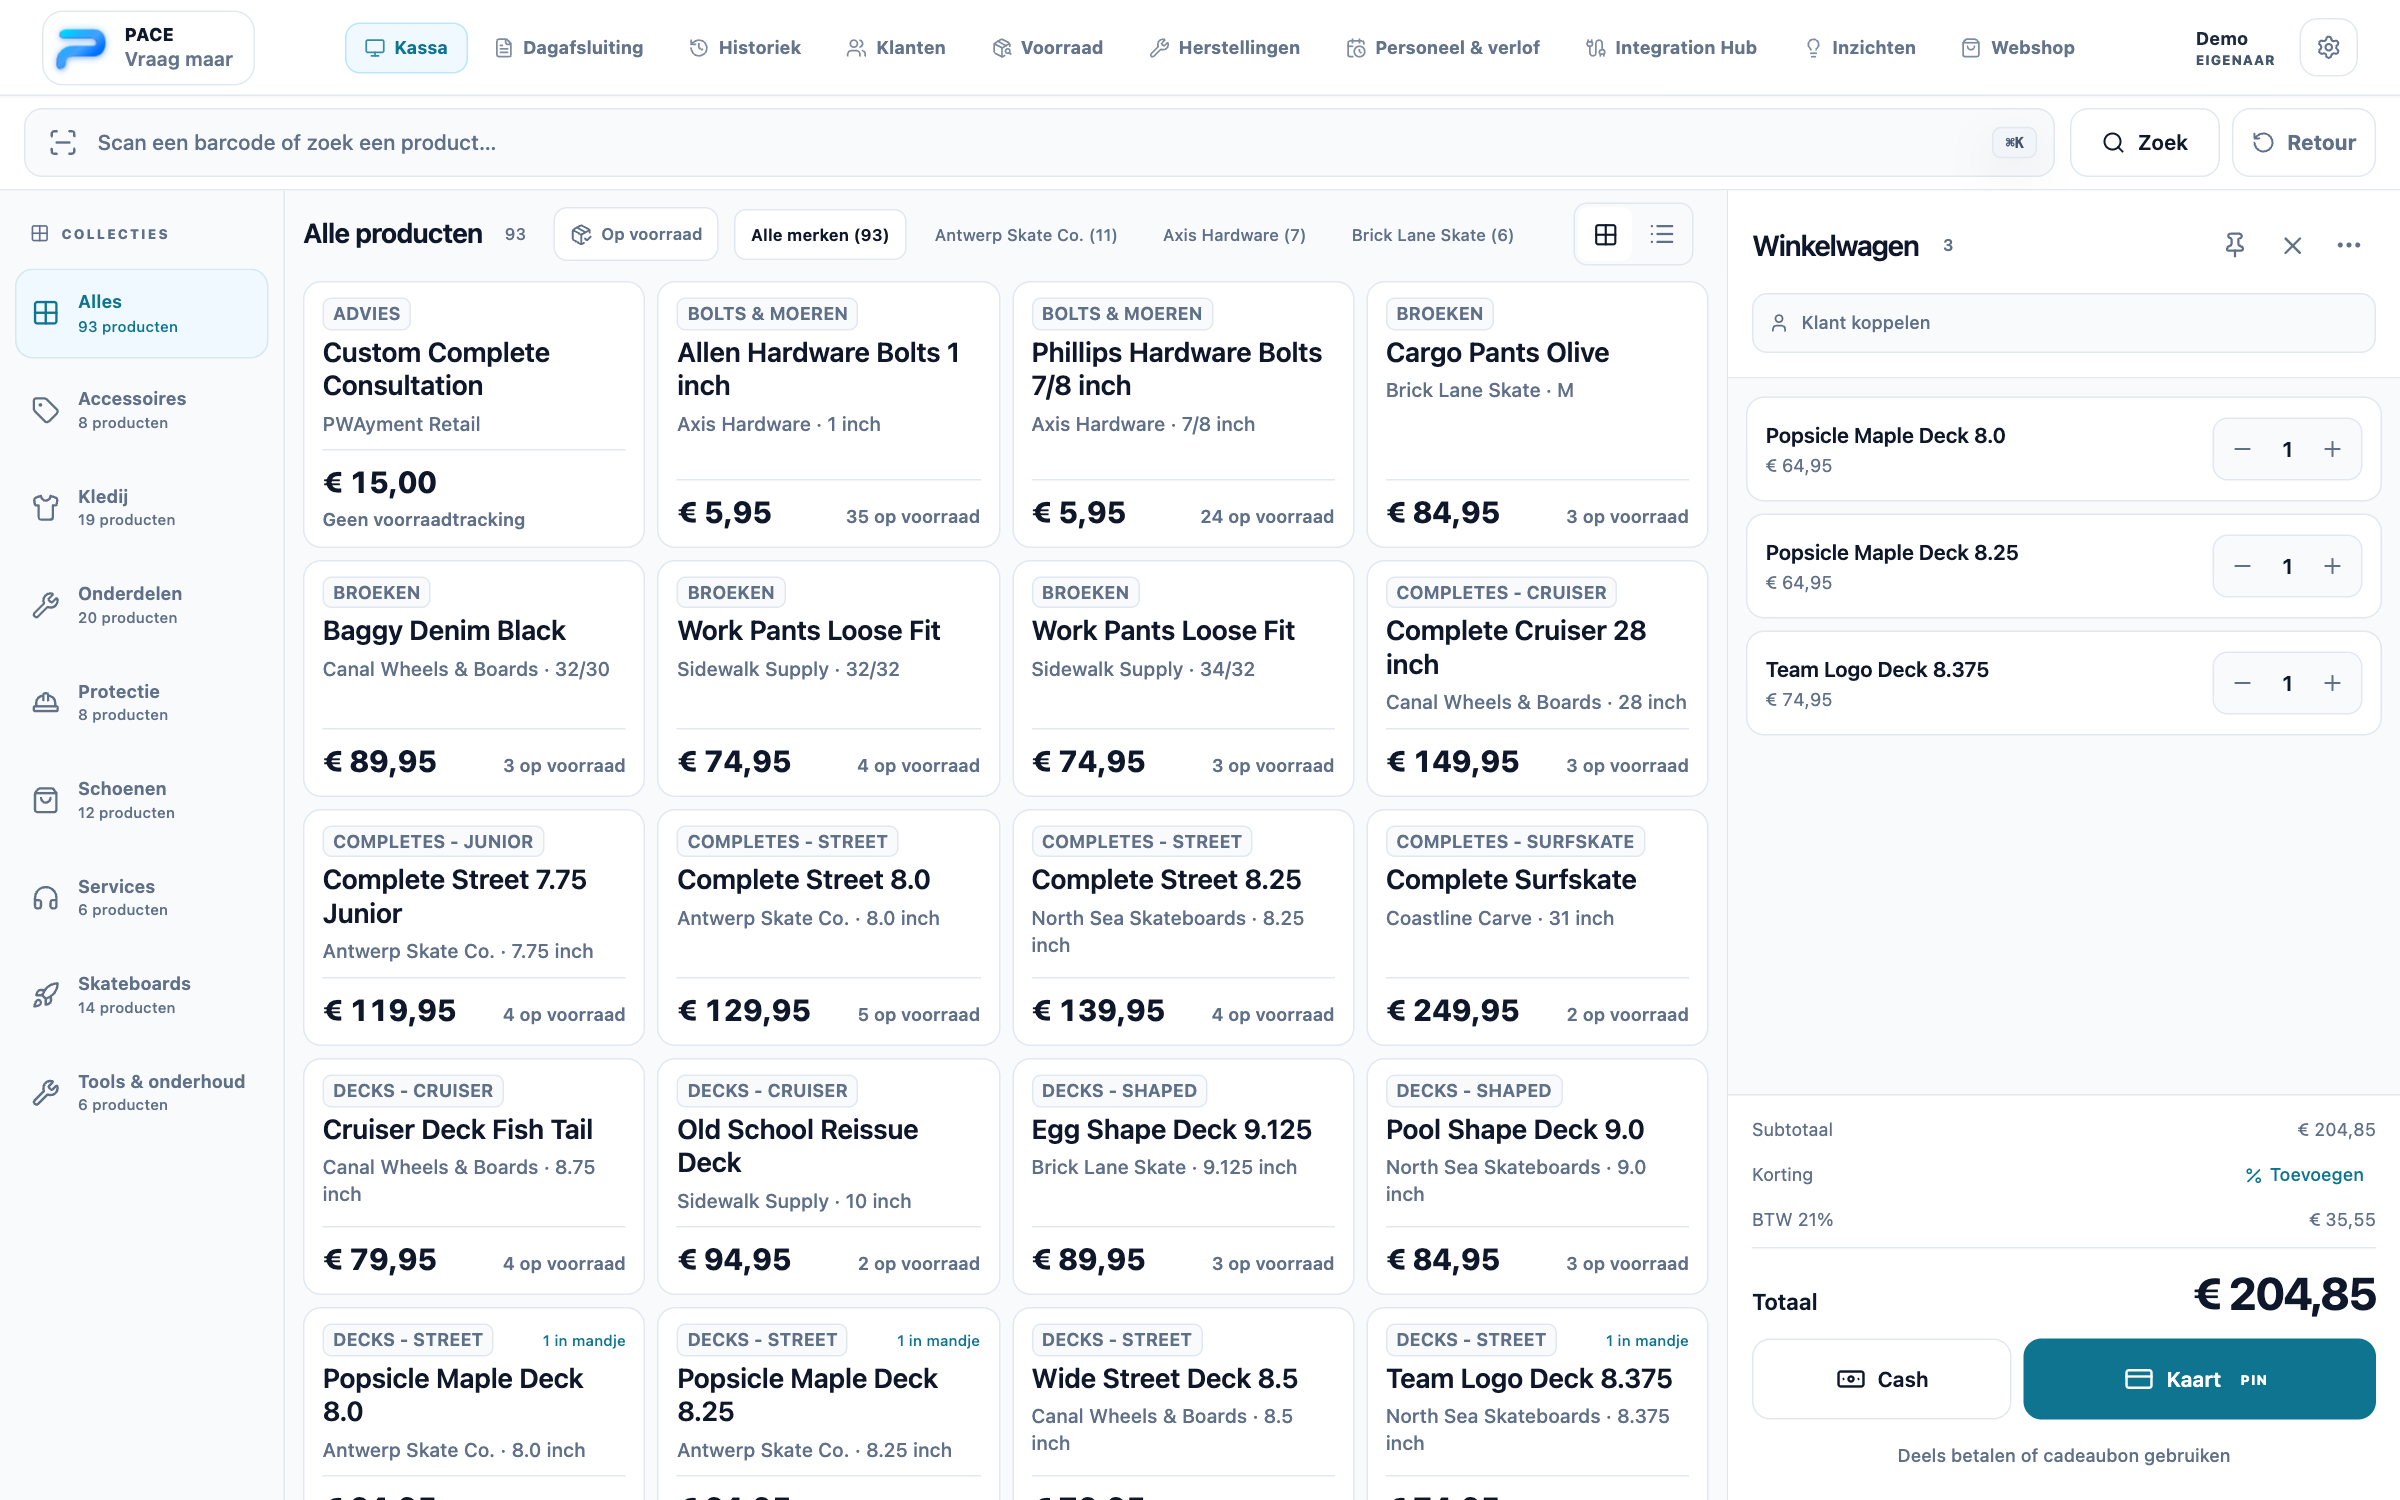 PACE
Vraag maar
Kassa
Dagafsluiting
Historiek
Klanten
Voorraad
Herstellingen
Personeel & verlof
Integration Hub
Inzichten
Webshop
Demo
EIGENAAR
Scan een barcode of zoek een product...
⌘K
Zoek
Retour
COLLECTIES
Alles
93 producten
Accessoires
8 producten
Kledij
19 producten
Onderdelen
20 producten
Protectie
8 producten
Schoenen
12 producten
Services
6 producten
Skateboards
14 producten
Tools & onderhoud
6 producten
Alle producten 93
Op voorraad
Alle merken (93)
Antwerp Skate Co. (11)
Axis Hardware (7)
Brick Lane Skate (6)
ADVIES
Custom Complete
Consultation
PWAyment Retail
€ 15,00
Geen voorraadtracking
BOLTS & MOEREN
Allen Hardware Bolts 1
inch
Axis Hardware · 1 inch
€ 5,95
35 op voorraad
BOLTS & MOEREN
Phillips Hardware Bolts
7/8 inch
Axis Hardware · 7/8 inch
€ 5,95
24 op voorraad
BROEKEN
Cargo Pants Olive
Brick Lane Skate · M
€ 84,95
3 op voorraad
BROEKEN
Baggy Denim Black
Canal Wheels & Boards · 32/30
€ 89,95
3 op voorraad
BROEKEN
Work Pants Loose Fit
Sidewalk Supply · 32/32
€ 74,95
4 op voorraad
BROEKEN
Work Pants Loose Fit
Sidewalk Supply · 34/32
€ 74,95
3 op voorraad
COMPLETES - CRUISER
Complete Cruiser 28
inch
Canal Wheels & Boards · 28 inch
€ 149,95
3 op voorraad
COMPLETES - JUNIOR
Complete Street 7.75
Junior
Antwerp Skate Co. · 7.75 inch
€ 119,95
4 op voorraad
COMPLETES - STREET
Complete Street 8.0
Antwerp Skate Co. · 8.0 inch
€ 129,95
5 op voorraad
COMPLETES - STREET
Complete Street 8.25
North Sea Skateboards · 8.25
inch
€ 139,95
4 op voorraad
COMPLETES - SURFSKATE
Complete Surfskate
Coastline Carve · 31 inch
€ 249,95
2 op voorraad
DECKS - CRUISER
Cruiser Deck Fish Tail
Canal Wheels & Boards · 8.75
inch
€ 79,95
4 op voorraad
DECKS - CRUISER
Old School Reissue
Deck
Sidewalk Supply · 10 inch
€ 94,95
2 op voorraad
DECKS - SHAPED
Egg Shape Deck 9.125
Brick Lane Skate · 9.125 inch
€ 89,95
3 op voorraad
DECKS - SHAPED
Pool Shape Deck 9.0
North Sea Skateboards · 9.0
inch
€ 84,95
3 op voorraad
DECKS - STREET
1 in mandje
Popsicle Maple Deck
8.0
Antwerp Skate Co. · 8.0 inch
DECKS - STREET
1 in mandje
Popsicle Maple Deck
8.25
Antwerp Skate Co. · 8.25 inch
DECKS - STREET
Wide Street Deck 8.5
Canal Wheels & Boards · 8.5
inch
DECKS - STREET
1 in mandje
Team Logo Deck 8.375
North Sea Skateboards · 8.375
inch
Winkelwagen 3
Klant koppelen
Popsicle Maple Deck 8.0
€ 64,95
1
Popsicle Maple Deck 8.25
€ 64,95
1
Team Logo Deck 8.375
€ 74,95
1
Subtotaal € 204,85
Korting Toevoegen
BTW 21% € 35,55
Totaal € 204,85
Cash
Kaart PIN
Deels betalen of cadeaubon gebruiken